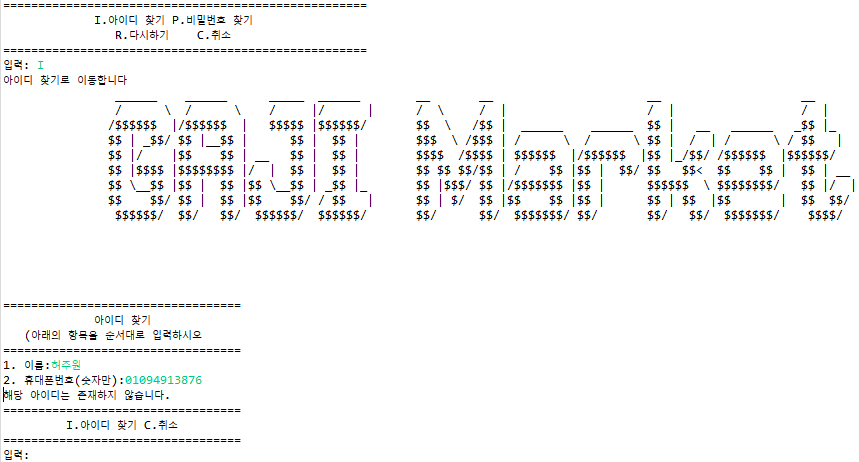 ==================================================
I.아이디 찾기 P.비밀번호 찾기
R.다시하기 C.취소
==================================================
입력: I
아이디 찾기로 이동합니다
GAJI Market
==================================
아이디 찾기
(아래의 항목을 순서대로 입력하시오
==================================
1. 이름:허주원
2. 휴대폰번호(숫자만):01094913876
해당 아이디는 존재하지 않습니다.
==================================
I.아이디 찾기 C.취소
==================================
입력: